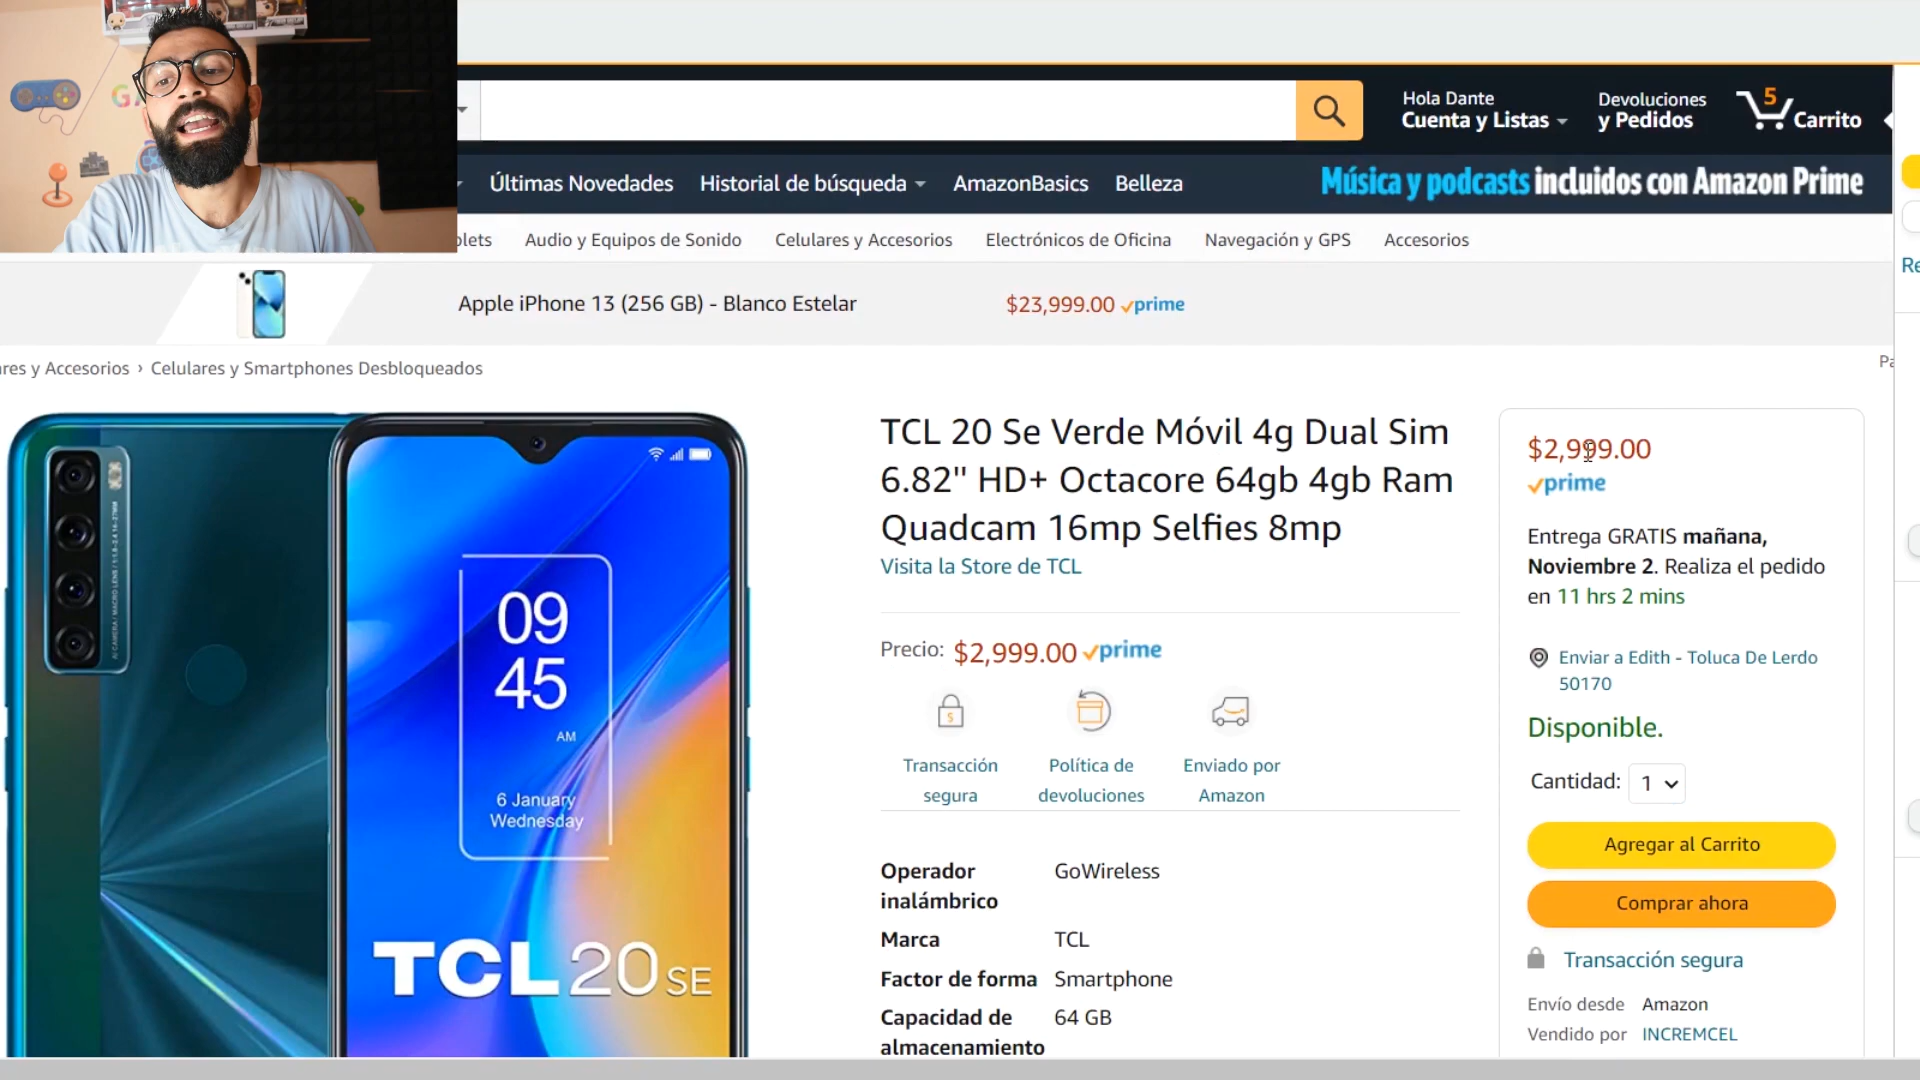 GA
Hola Dante
Cuenta y Listas
Devoluciones
y Pedidos
5
Carrito
Últimas Novedades
Historial de búsqueda
AmazonBasics
Belleza
Música y podcasts incluidos con Amazon Prime
blets
Audio y Equipos de Sonido
Celulares y Accesorios
Electrónicos de Oficina
Navegación y GPS
Accesorios
Re
Apple iPhone 13 (256 GB) - Blanco Estelar
$23,999.00 prime
res y Accesorios › Celulares y Smartphones Desbloqueados
Pa
09
45
AM
6 January
Wednesday
TCL 20 SE
TCL 20 Se Verde Móvil 4g Dual Sim
6.82" HD+ Octacore 64gb 4gb Ram
Quadcam 16mp Selfies 8mp
Visita la Store de TCL
Precio: $2,999.00 prime
Transacción
segura
Política de
devoluciones
Enviado por
Amazon
Operador
inalámbrico
GoWireless
Marca TCL
Factor de forma Smartphone
Capacidad de
almacenamiento
64 GB
$2,999.00
prime
Entrega GRATIS mañana,
Noviembre 2. Realiza el pedido
en 11 hrs 2 mins
Enviar a Edith - Toluca De Lerdo
50170
Disponible.
Cantidad: 1
Agregar al Carrito
Comprar ahora
Transacción segura
Envío desde Amazon
Vendido por INCREMCEL